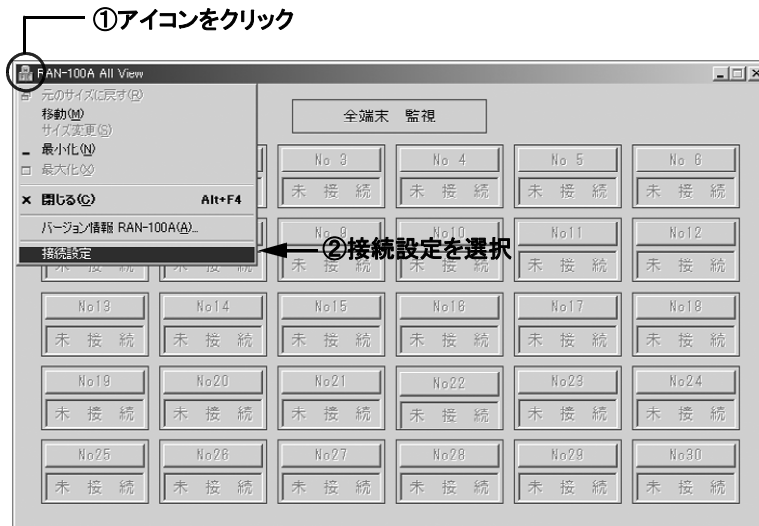 ①アイコンをクリック
RAN-100A All View
元のサイズに戻す(R)
移動(M)
サイズ変更(S)
最小化(N)
最大化(X)
閉じる(C) Alt+F4
バージョン情報 RAN-100A(A)...
接続設定
②接続設定を選択
全端末 監視
No 3 No 4 No 5 No 6
未接続 未接続 未接続 未接続
No 9 No10 No11 No12
未接続 未接続 未接続 未接続 未接続 未接続
No13 No14 No15 No16 No17 No18
未接続 未接続 未接続 未接続 未接続 未接続
No19 No20 No21 No22 No23 No24
未接続 未接続 未接続 未接続 未接続 未接続
No25 No26 No27 No28 No29 No30
未接続 未接続 未接続 未接続 未接続 未接続